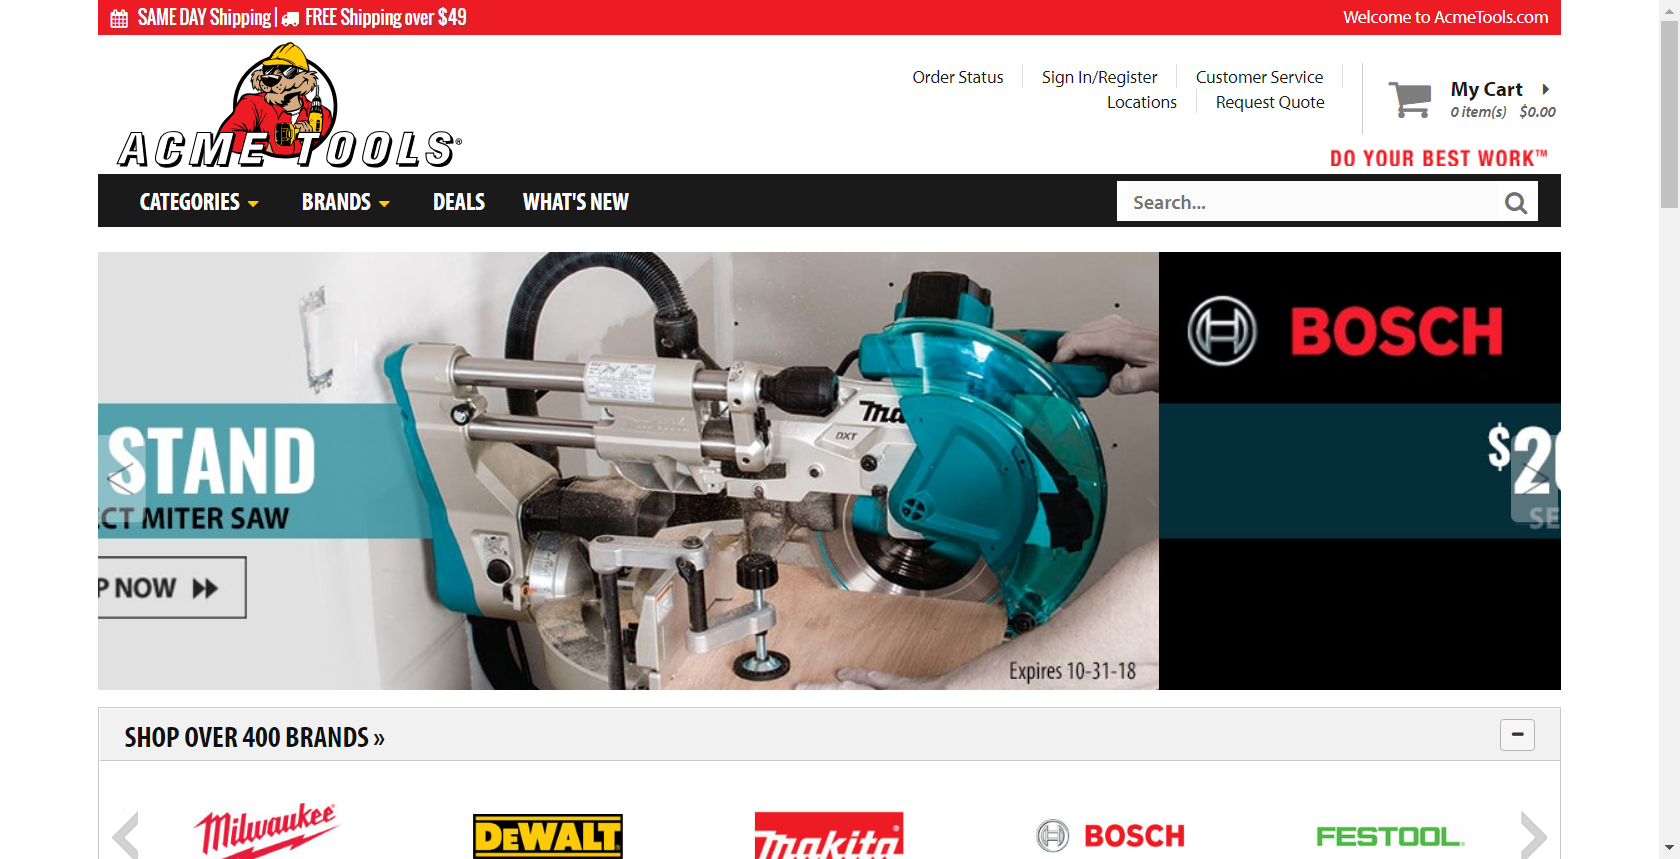 SAME DAY Shipping | FREE Shipping over $49
Welcome to AcmeTools.com
ACME TOOLS®
Order Status
Sign In/Register
Customer Service
Locations
Request Quote
My Cart
0 item(s) $0.00
DO YOUR BEST WORK™
CATEGORIES
BRANDS
DEALS
WHAT'S NEW
Search...
STAND
CT MITER SAW
P NOW
DXT
Expires 10-31-18
BOSCH
$20
SE
SHOP OVER 400 BRANDS »
Milwaukee
DEWALT
makita®
BOSCH
FESTOOL